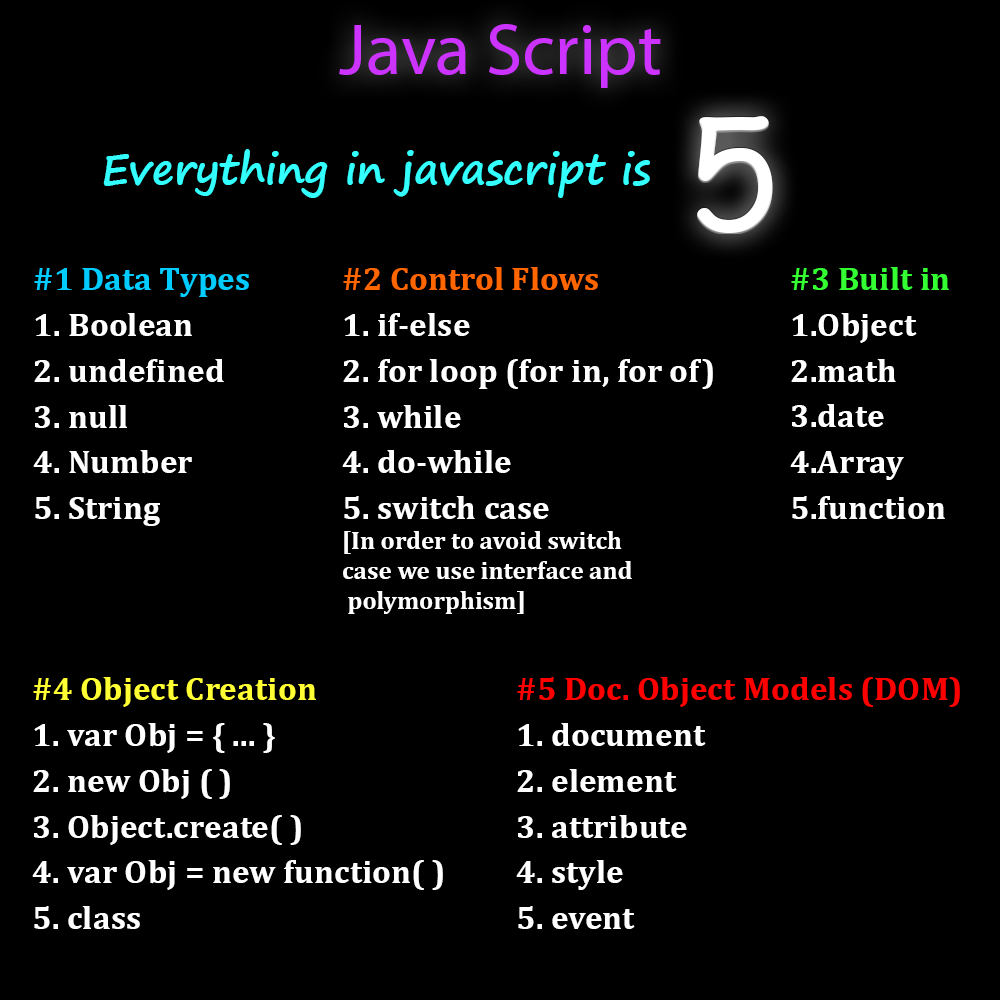 Java Script
Everything in javascript is 5
#1 Data Types
1. Boolean
2. undefined
3. null
4. Number
5. String
#2 Control Flows
1. if-else
2. for loop (for in, for of)
3. while
4. do-while
5. switch case
[In order to avoid switch
case we use interface and
polymorphism]
#3 Built in
1.Object
2.math
3.date
4.Array
5.function
#4 Object Creation
1. var Obj = { ... }
2. new Obj ( )
3. Object.create( )
4. var Obj = new function( )
5. class
#5 Doc. Object Models (DOM)
1. document
2. element
3. attribute
4. style
5. event